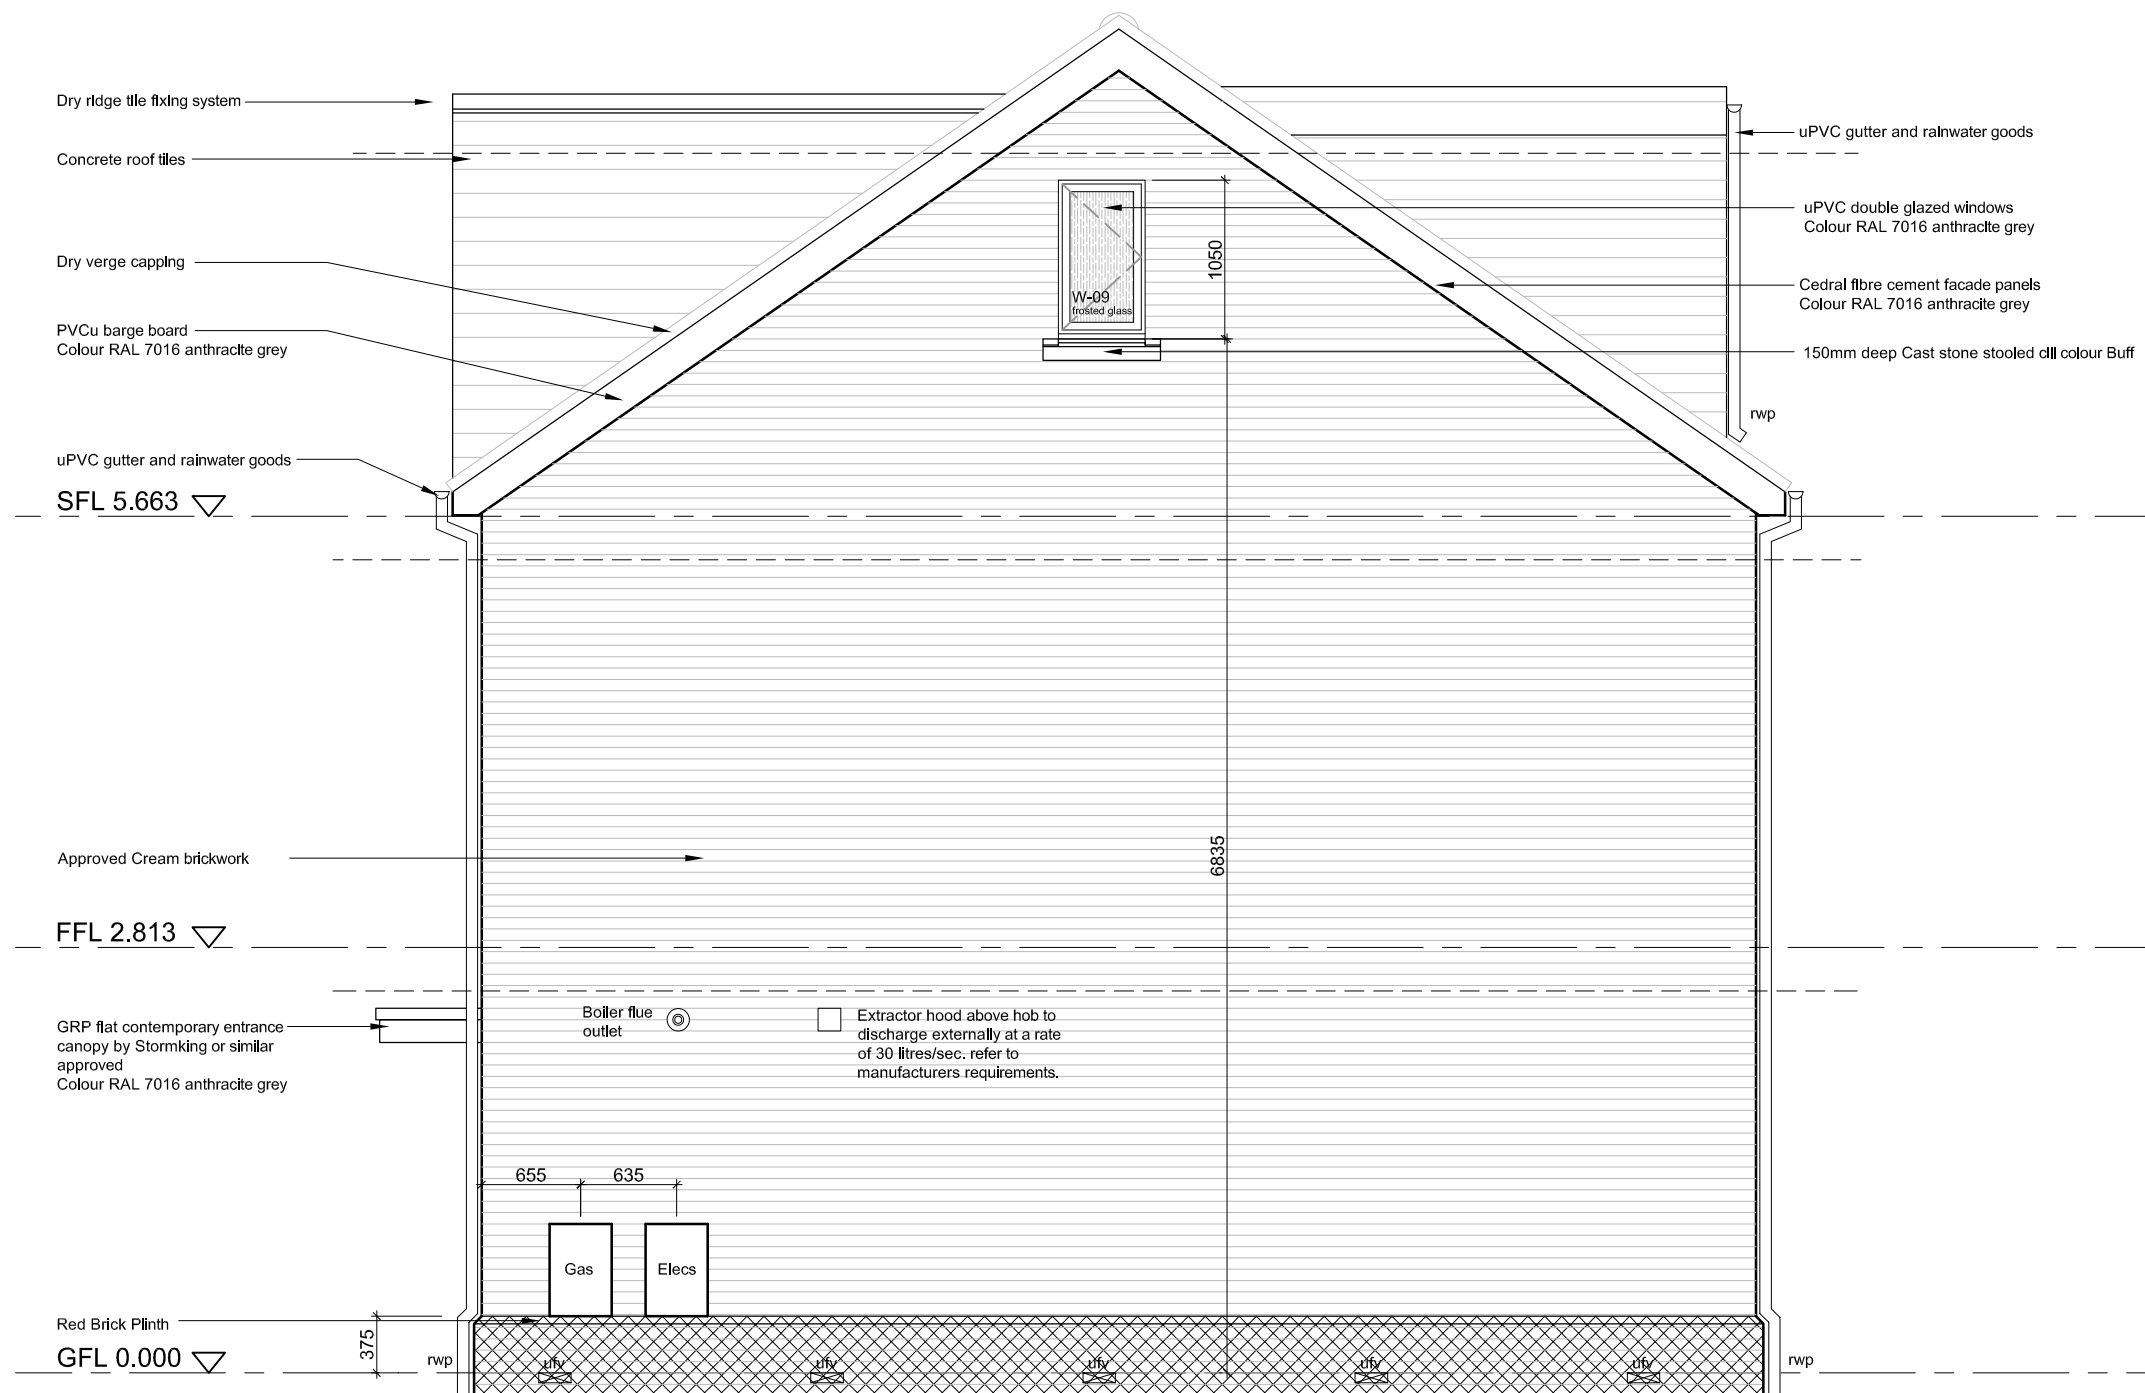 Dry ridge tile fixing system
Concrete roof tiles
Dry verge capping
PVCu barge board
Colour RAL 7016 anthracite grey
uPVC gutter and rainwater goods
SFL 5.663
Approved Cream brickwork
FFL 2.813
GRP flat contemporary entrance
canopy by Stormking or similar
approved
Colour RAL 7016 anthracite grey
Red Brick Plinth
375
GFL 0.000
rwp
W-09
frosted glass
1050
6835
Boiler flue
outlet
Extractor hood above hob to
discharge externally at a rate
of 30 litres/sec. refer to
manufacturers requirements.
655
635
Gas
Elecs
ufv
ufv
ufv
ufv
ufv
uPVC gutter and rainwater goods
uPVC double glazed windows
Colour RAL 7016 anthracite grey
Cedral fibre cement facade panels
Colour RAL 7016 anthracite grey
150mm deep Cast stone stooled cill colour Buff
rwp
rwp